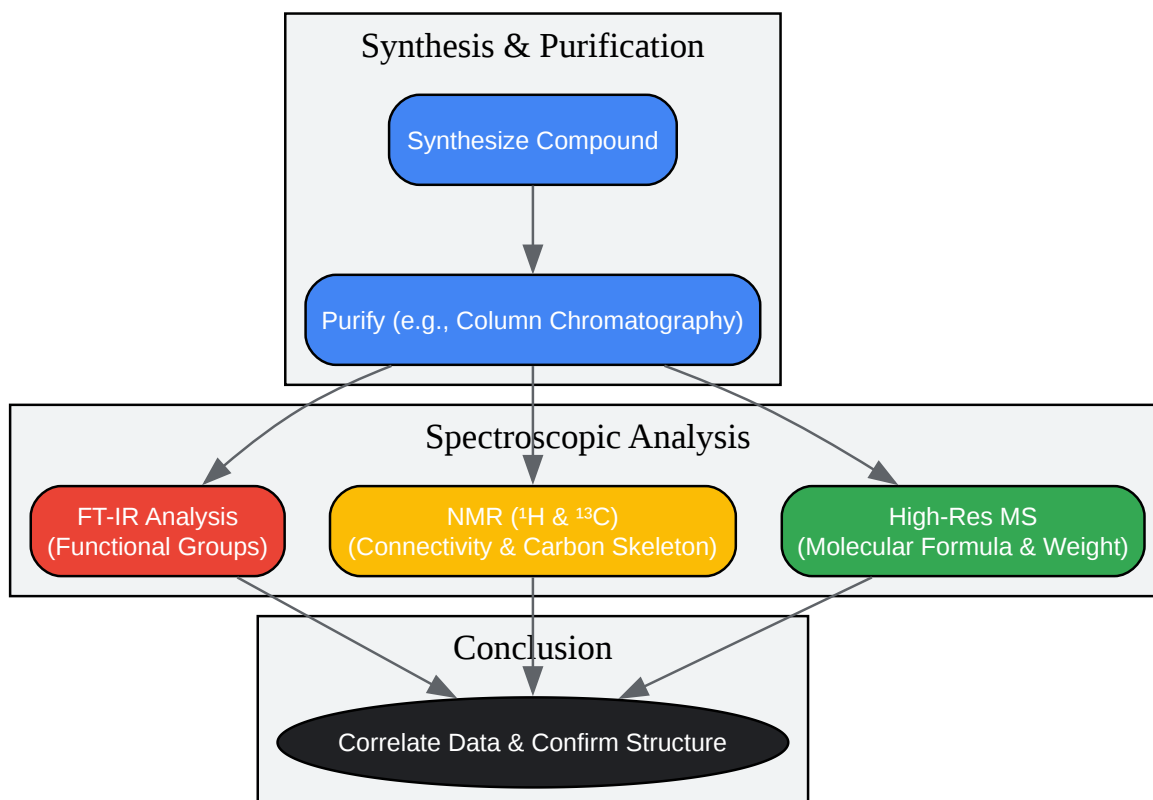 Synthesis & Purification
Synthesize Compound
Purify (e.g., Column Chromatography)
Spectroscopic Analysis
FT-IR Analysis
(Functional Groups)
NMR (¹H & ¹³C)
(Connectivity & Carbon Skeleton)
High-Res MS
(Molecular Formula & Weight)
Conclusion
Correlate Data & Confirm Structure